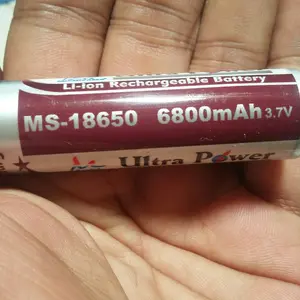 Li-Ion Rechargeable Battery
MS-18650 6800mAh 3.7V
Ultra Power